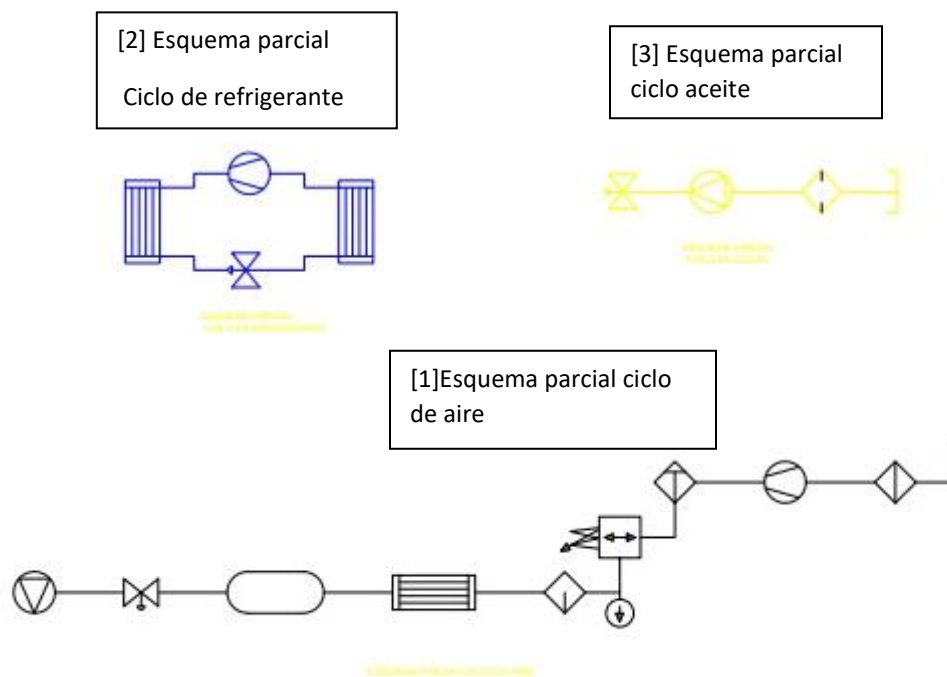 [2] Esquema parcial
Ciclo de refrigerante
[3] Esquema parcial
ciclo aceite
[1]Esquema parcial ciclo
de aire